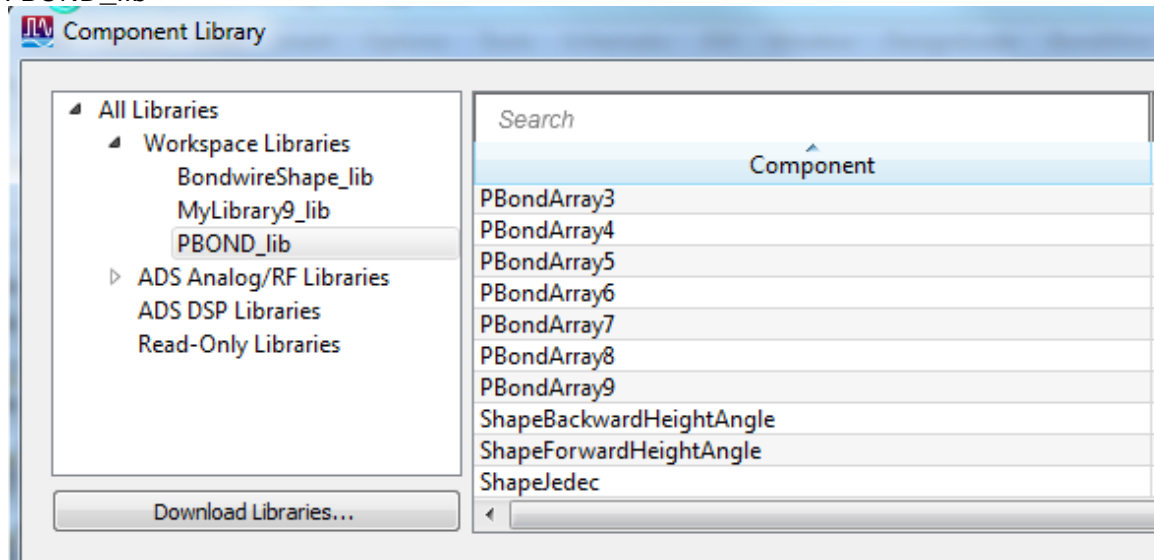 PBOND_lib
Component Library
All Libraries
Workspace Libraries
BondwireShape_lib
MyLibrary9_lib
PBOND_lib
ADS Analog/RF Libraries
ADS DSP Libraries
Read-Only Libraries
Download Libraries...
Search
Component
PBondArray3
PBondArray4
PBondArray5
PBondArray6
PBondArray7
PBondArray8
PBondArray9
ShapeBackwardHeightAngle
ShapeForwardHeightAngle
ShapeJedec